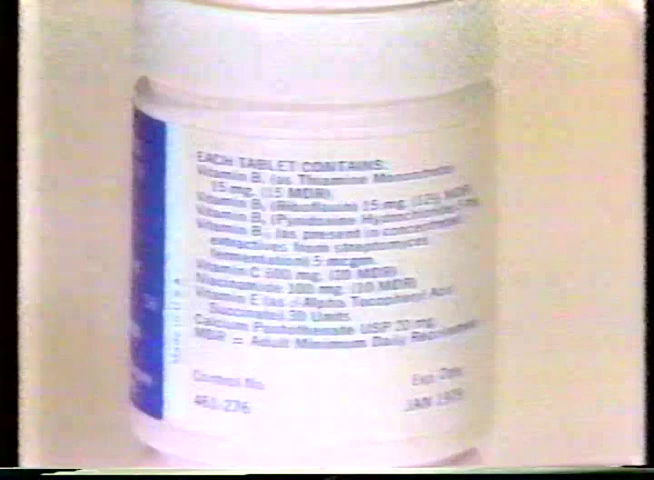 EACH TABLET CONTAINS:
Vitamin B₁ (as Thiamine Mononitrate)
15 mg. (15 MDR)
Vitamin B₂ (Riboflavin) 15 mg. (12½ MDR)
Vitamin B₆ (Pyridoxine Hydrochloride)
Vitamin B₁₂ (as present in concentrated
extractives from streptomyces
fermentation) 5 mcgm.
Vitamin C 600 mg. (20 MDR)
Niacinamide 100 mg. (10 MDR)
Vitamin E (as d-Alpha Tocopheryl Acid
Succinate) 30 Units
Calcium Pantothenate USP 20 mg.
MDR = Adult Minimum Daily Requirement
Made in U.S.A.
Control No. Exp. Date
461-276 JAN